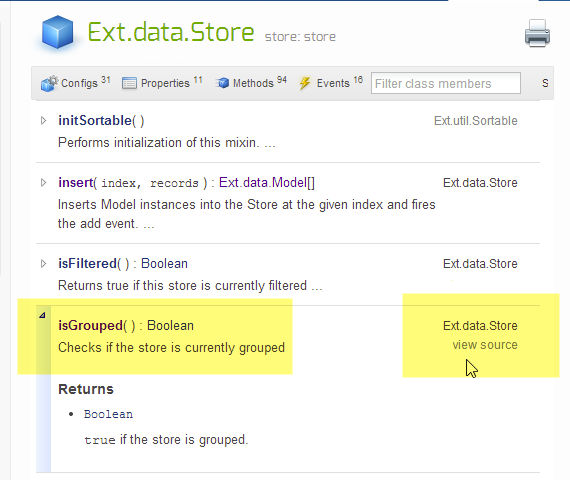 Ext.data.Store store: store
Configs 31 Properties 11 Methods 94 Events 16 Filter class members S
initSortable( ) Ext.util.Sortable
Performs initialization of this mixin. ...
insert( index, records ) : Ext.data.Model[] Ext.data.Store
Inserts Model instances into the Store at the given index and fires
the add event. ...
isFiltered( ) : Boolean Ext.data.Store
Returns true if this store is currently filtered ...
isGrouped( ) : Boolean Ext.data.Store
Checks if the store is currently grouped view source
Returns
• Boolean
true if the store is grouped.